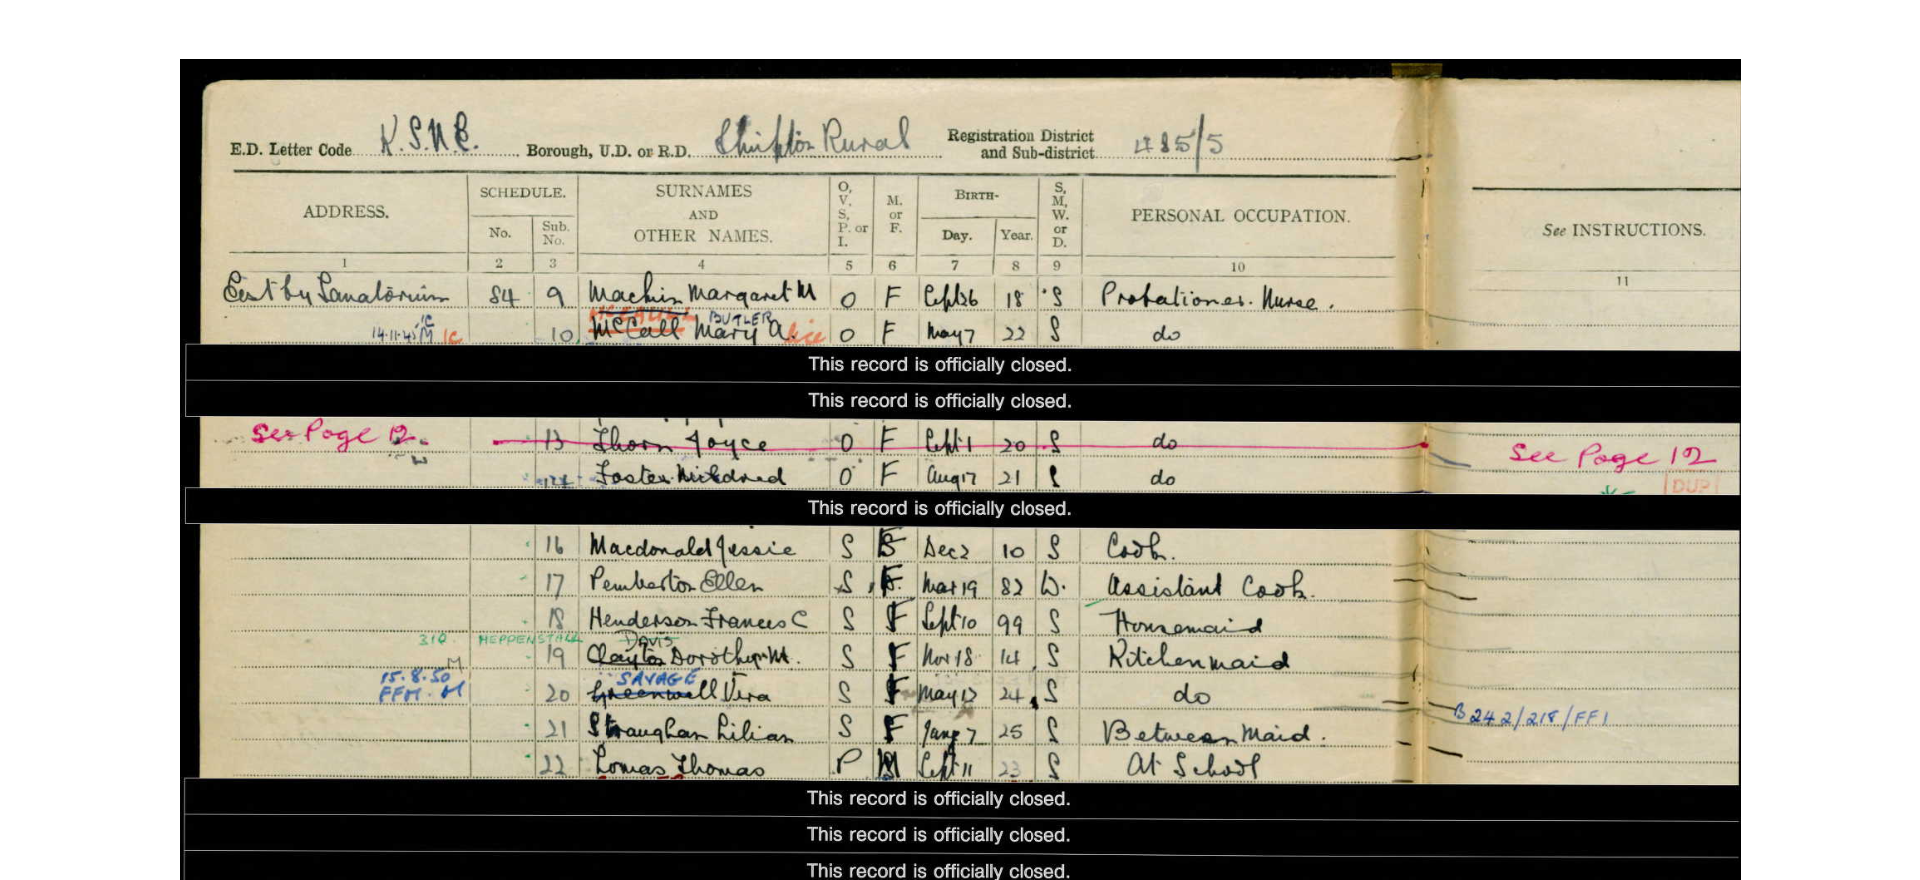 E.D. Letter Code K.S.N.E. Borough, U.D. or R.D. Skipton Rural Registration District and Sub-district 485/5
ADDRESS. SCHEDULE. No. Sub. No. SURNAMES AND OTHER NAMES. O, V, S, P. or I. M. or F. BIRTH- Day. Year. S, M, W. or D. PERSONAL OCCUPATION. See INSTRUCTIONS.
1 2 3 4 5 6 7 8 9 10 11
Eastby Sanatorium 84 9 Machin Margaret M O F Sept 26 18 S Probationer Nurse.
BUTLER
14.11.45 IC 10 McCall Mary A. lice O F May 7 22 S do
This record is officially closed.
This record is officially closed.
See Page 12. 13 Thorn Joyce O F Sept 1 20 S do See Page 12
Foster Mildred O F Aug 17 21 S do DUP
This record is officially closed.
16 Macdonald Jessie S F Dec 2 10 S Cook.
17 Pemberton Ellen S F Mar 19 82 W. Assistant Cook.
18 Henderson Frances C S F Sept 10 99 S Housemaid
310 HEPPENSTALL DAVIS
M 19 Clayton Dorothy M. S F Nov 18 14 S Kitchenmaid
15.8.50 SAVAGE
FFM. M 20 Greenwell Vera S F May 13 24 S do
B242/218/FF1
21 Straughan Lilian S F 7 25 S Between Maid.
22 Lomas Thomas P M Sept 11 23 S At School
This record is officially closed.
This record is officially closed.
This record is officially closed.